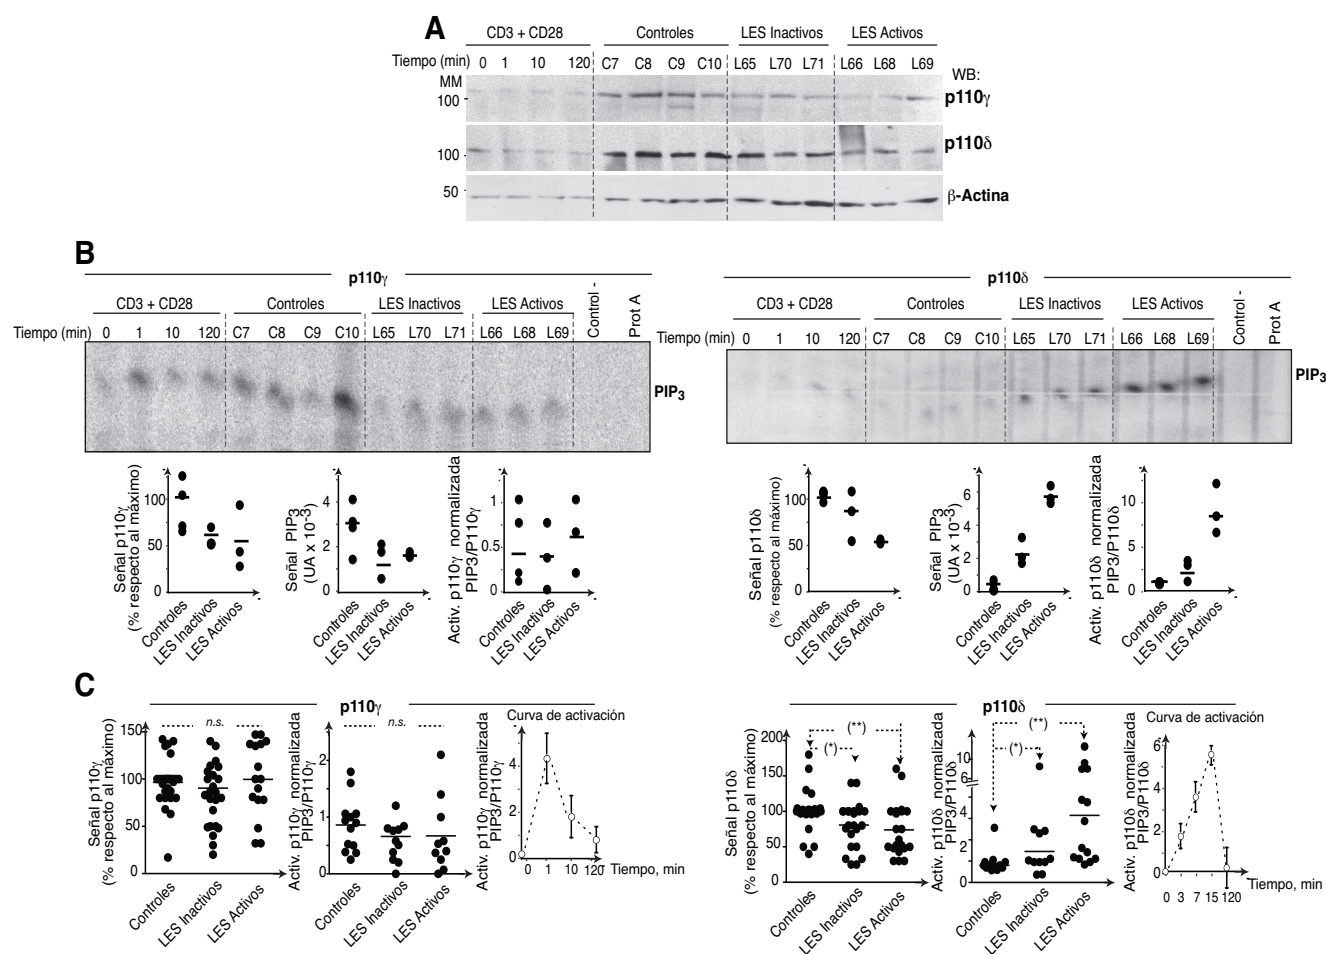 A
CD3 + CD28 Controles LES Inactivos LES Activos
Tiempo (min) 0 1 10 120 C7 C8 C9 C10 L65 L70 L71 L66 L68 L69
MM WB:
100 p110γ
100 p110δ
50 β-Actina
B
p110γ
CD3 + CD28 Controles LES Inactivos LES Activos Control - Prot A
Tiempo (min) 0 1 10 120 C7 C8 C9 C10 L65 L70 L71 L66 L68 L69
PIP3
p110δ
CD3 + CD28 Controles LES Inactivos LES Activos Control - Prot A
Tiempo (min) 0 1 10 120 C7 C8 C9 C10 L65 L70 L71 L66 L68 L69
PIP3
Señal p110γ
(% respecto al máximo)
100
50
0
Controles
LES Inactivos
LES Activos
Señal PIP3
(UA x 10-3)
4
2
0
Controles
LES Inactivos
LES Activos
Activ. p110γ normalizada
PIP3/P110γ
1
0.5
0
Controles
LES Inactivos
LES Activos
Señal p110δ
(% respecto al máximo)
100
50
0
Controles
LES Inactivos
LES Activos
Señal PIP3
(UA x 10-3)
6
4
2
0
Controles
LES Inactivos
LES Activos
Activ. p110δ normalizada
PIP3/P110δ
10
5
0
Controles
LES Inactivos
LES Activos
C
p110γ
Señal p110γ
(% respecto al máximo)
n.s.
150
100
50
0
Controles
LES Inactivos
LES Activos
Activ. p110γ normalizada
PIP3/P110γ
n.s.
2
1
0
Controles
LES Inactivos
LES Activos
Curva de activación
Activ. p110γ normalizada
PIP3/P110γ
4
2
0
0 1 10 120 Tiempo, min
p110δ
Señal p110δ
(% respecto al máximo)
(**)
(*)
200
150
100
50
0
Controles
LES Inactivos
LES Activos
Activ. p110δ normalizada
PIP3/P110δ
(**)
(*)
10
6
4
2
0
Controles
LES Inactivos
LES Activos
Curva de activación
Activ. p110δ normalizada
PIP3/P110δ
6
4
2
0
Tiempo, min
0 3 7 15 120